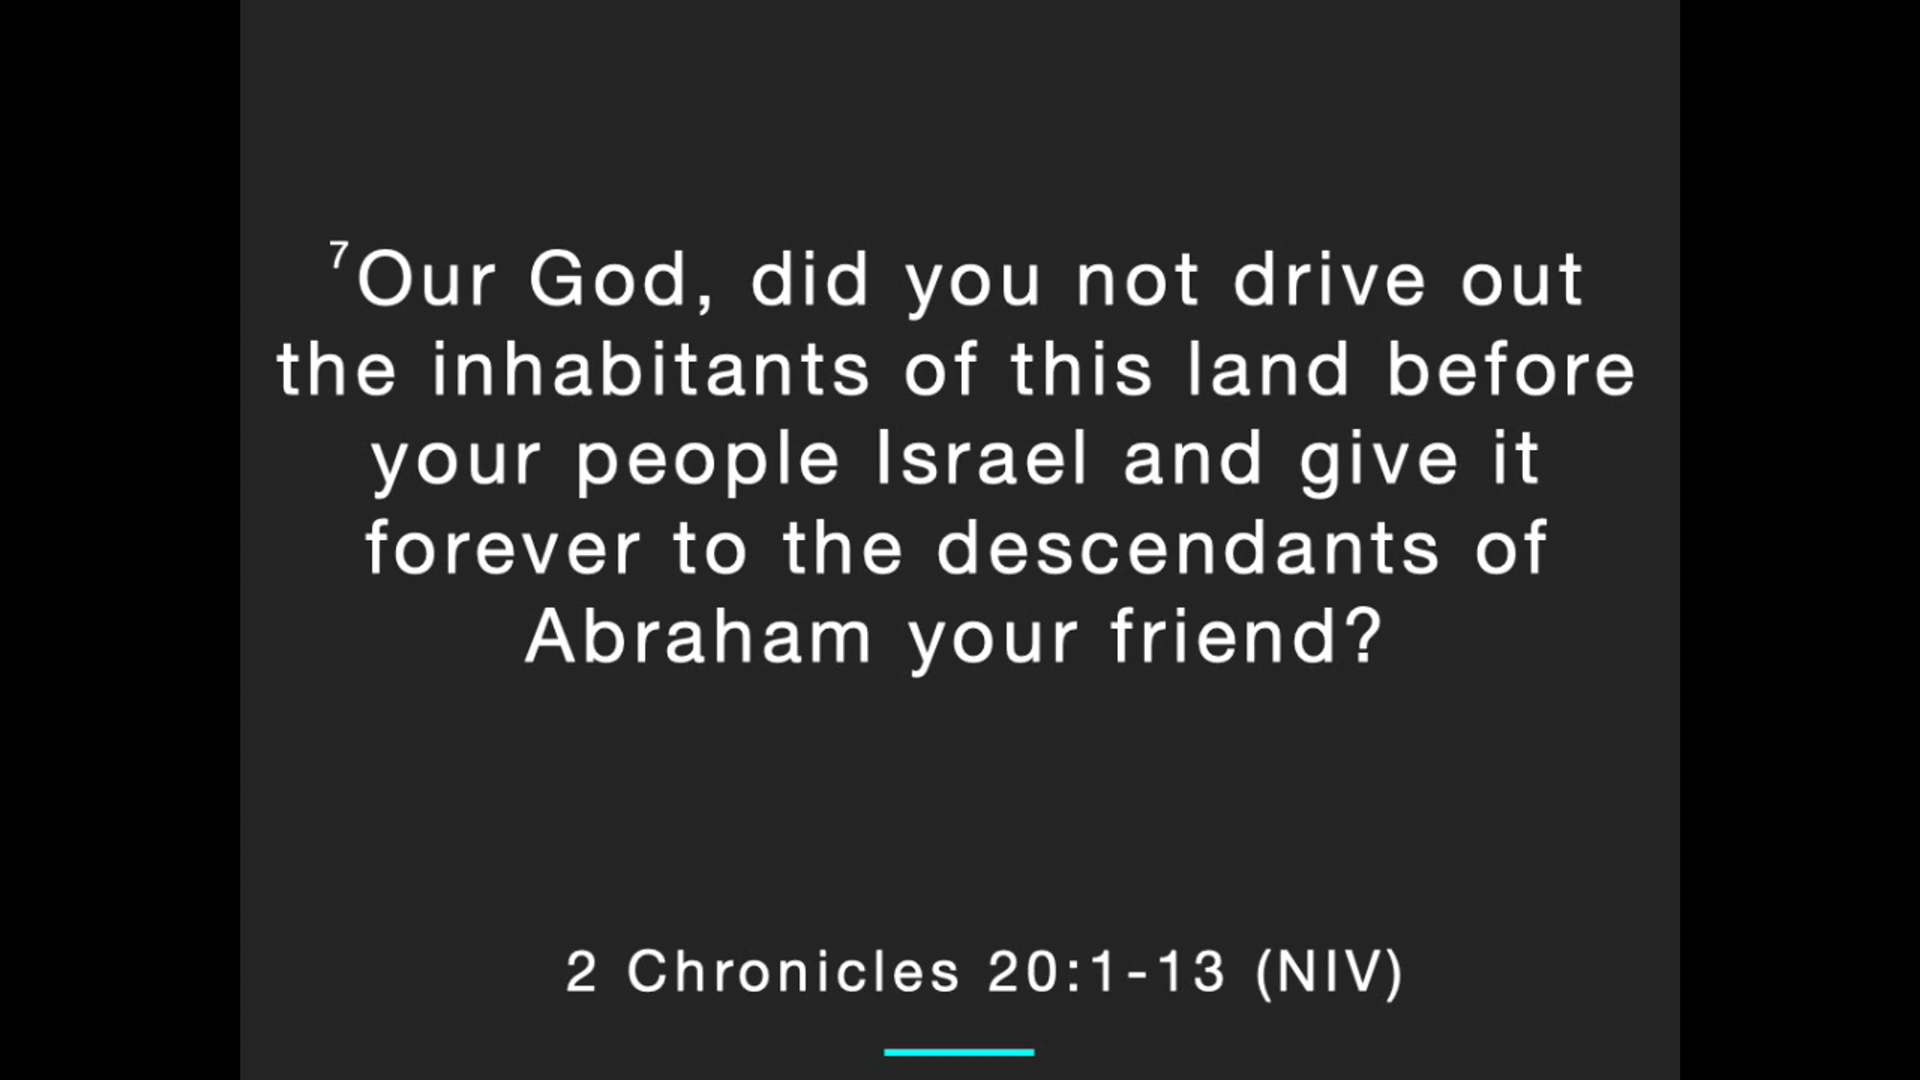 7Our God, did you not drive out
the inhabitants of this land before
your people Israel and give it
forever to the descendants of
Abraham your friend?
2 Chronicles 20:1-13 (NIV)